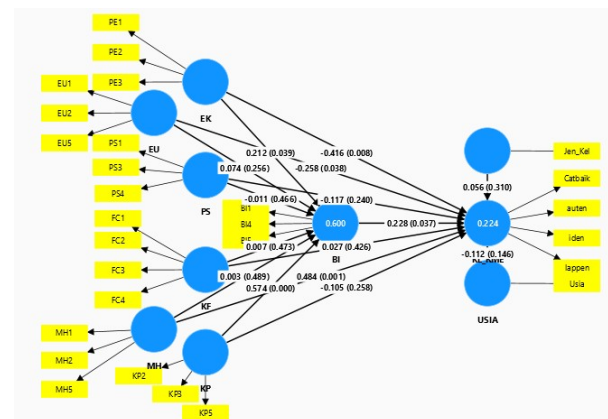 PE1
PE2
PE3
EK
EU1
EU2
EU5
EU
PS1
PS3
PS4
PS
FC1
FC2
FC3
FC4
KF
MH1
MH2
MH5
MH
KP2
KP3
KP5
KP
BI1
BI4
0.600
BI
0.212 (0.039)
0.074 (0.256)
-0.011 (0.466)
0.007 (0.473)
0.003 (0.489)
0.574 (0.000)
-0.416 (0.008)
-0.258 (0.038)
-0.117 (0.240)
0.228 (0.037)
0.027 (0.426)
0.484 (0.001)
-0.105 (0.258)
Jen_Kel
0.056 (0.310)
Catbaik
auten
0.224
iden
-0.112 (0.146)
lappen
Usia
USIA